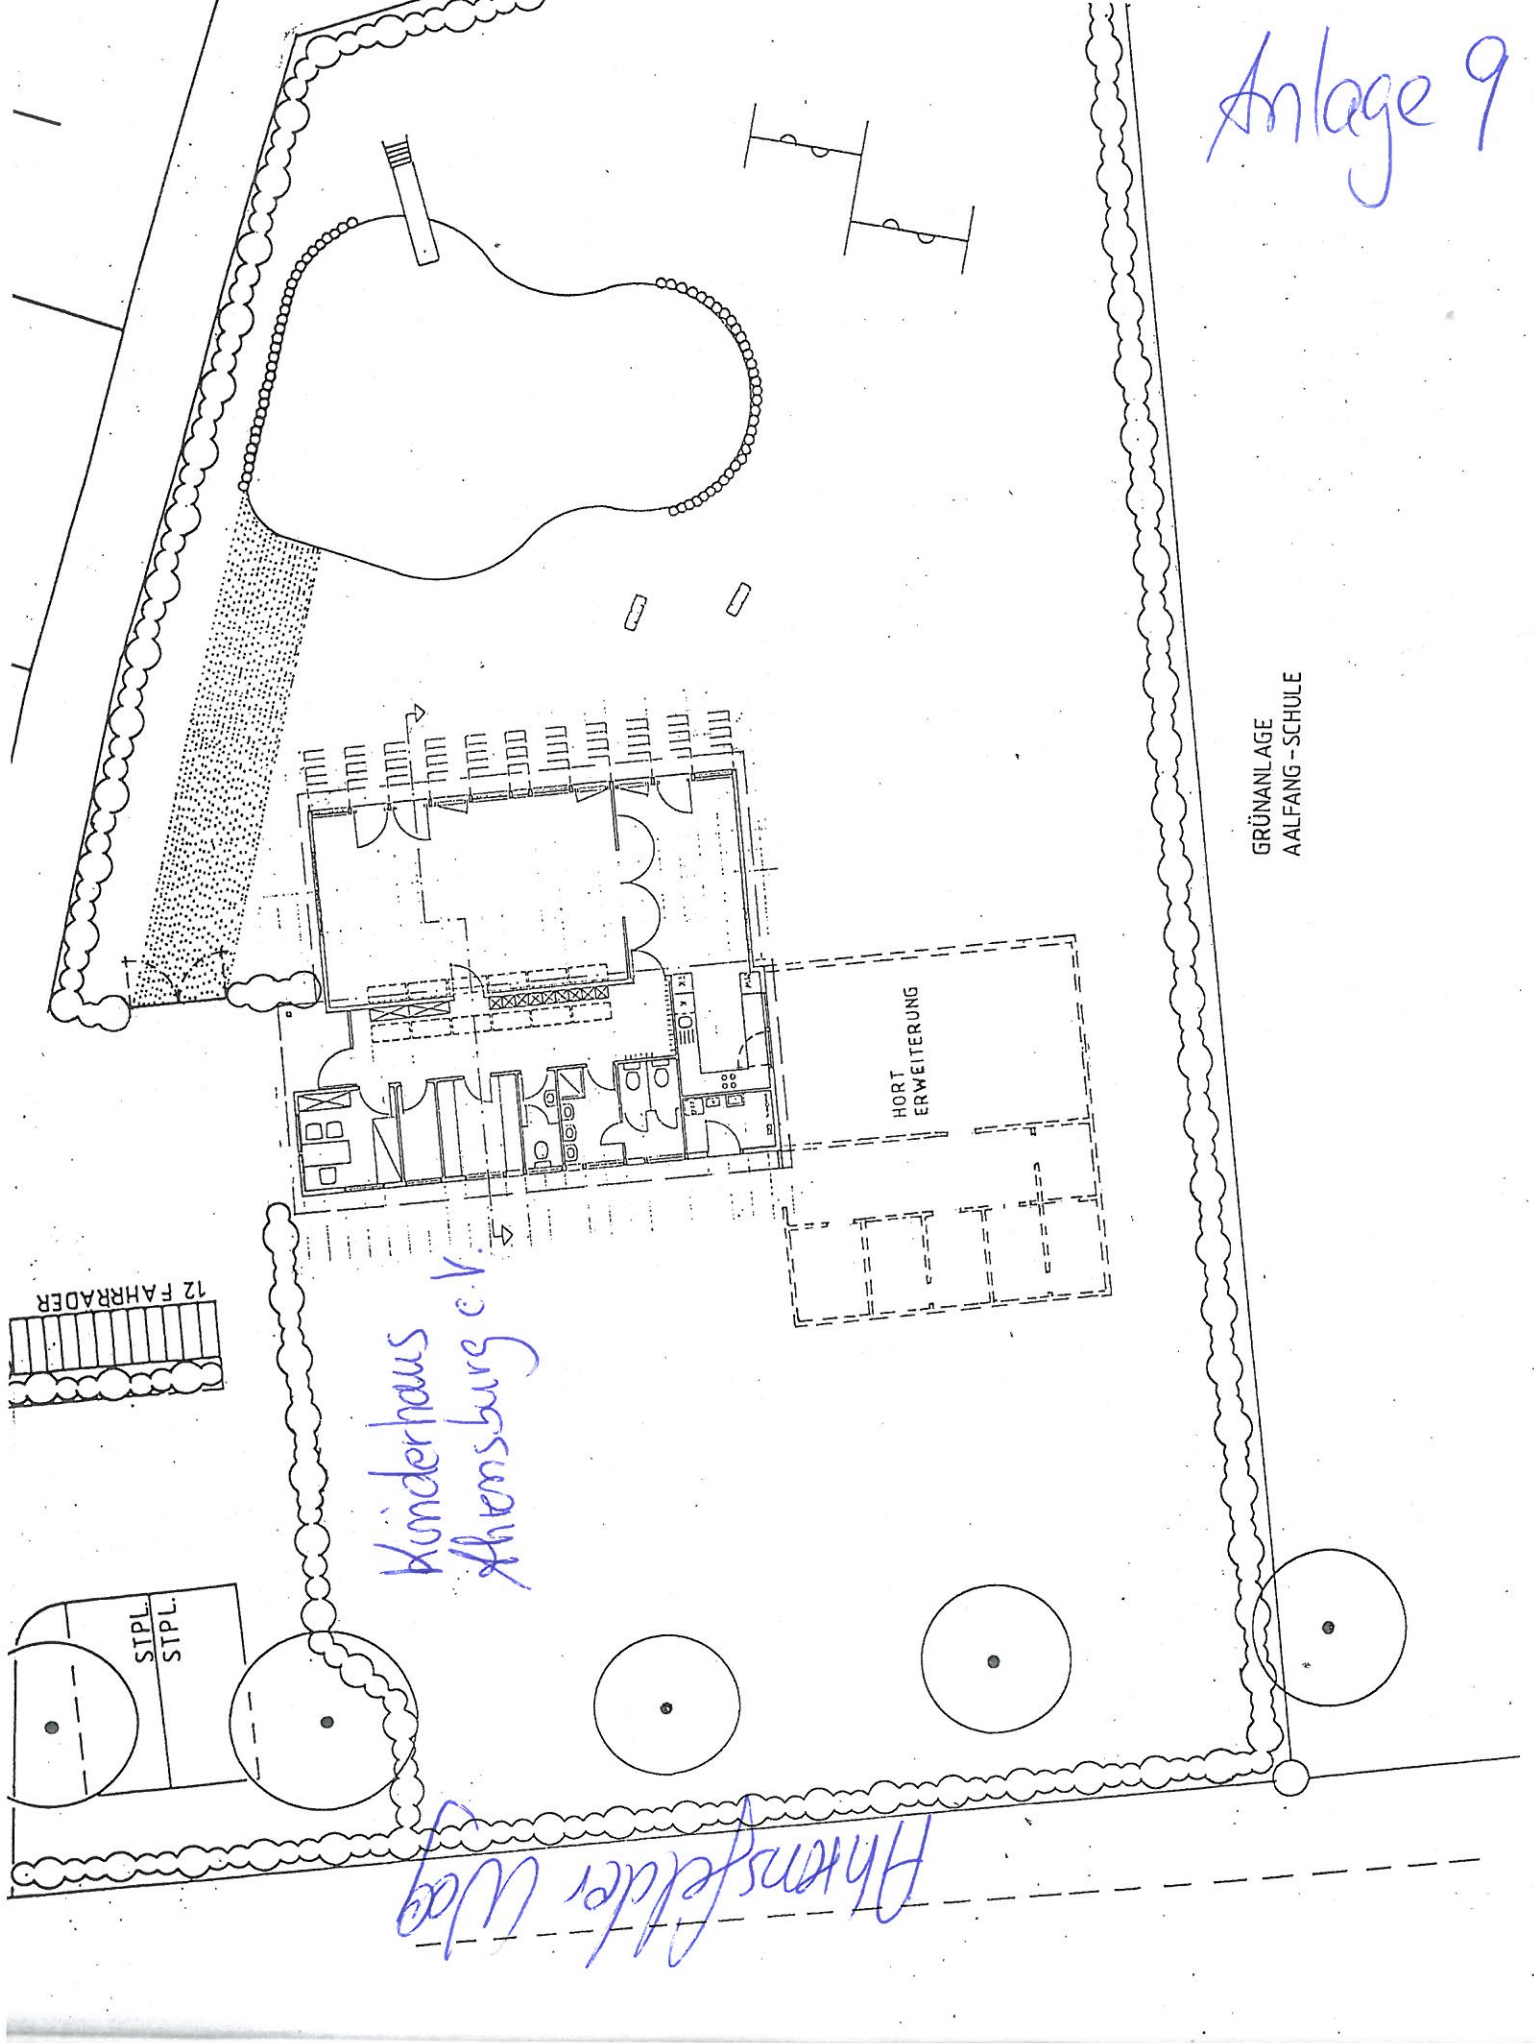 Anlage 9
GRÜNANLAGE
AALFANG-SCHULE
HORT
ERWEITERUNG
12 FAHRRÄDER
Kinderhaus
Ahrensburg e.V.
STPL.
STPL.
Ahrensfelder Weg